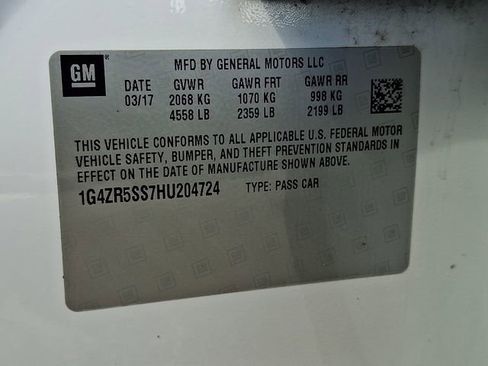 GM MFD BY GENERAL MOTORS LLC
DATE GVWR GAWR FRT GAWR RR
03/17 2068 KG 1070 KG 998 KG
4558 LB 2359 LB 2199 LB
THIS VEHICLE CONFORMS TO ALL APPLICABLE U.S. FEDERAL MOTOR
VEHICLE SAFETY, BUMPER, AND THEFT PREVENTION STANDARDS IN
EFFECT ON THE DATE OF MANUFACTURE SHOWN ABOVE.
1G4ZR5SS7HU204724 TYPE: PASS CAR